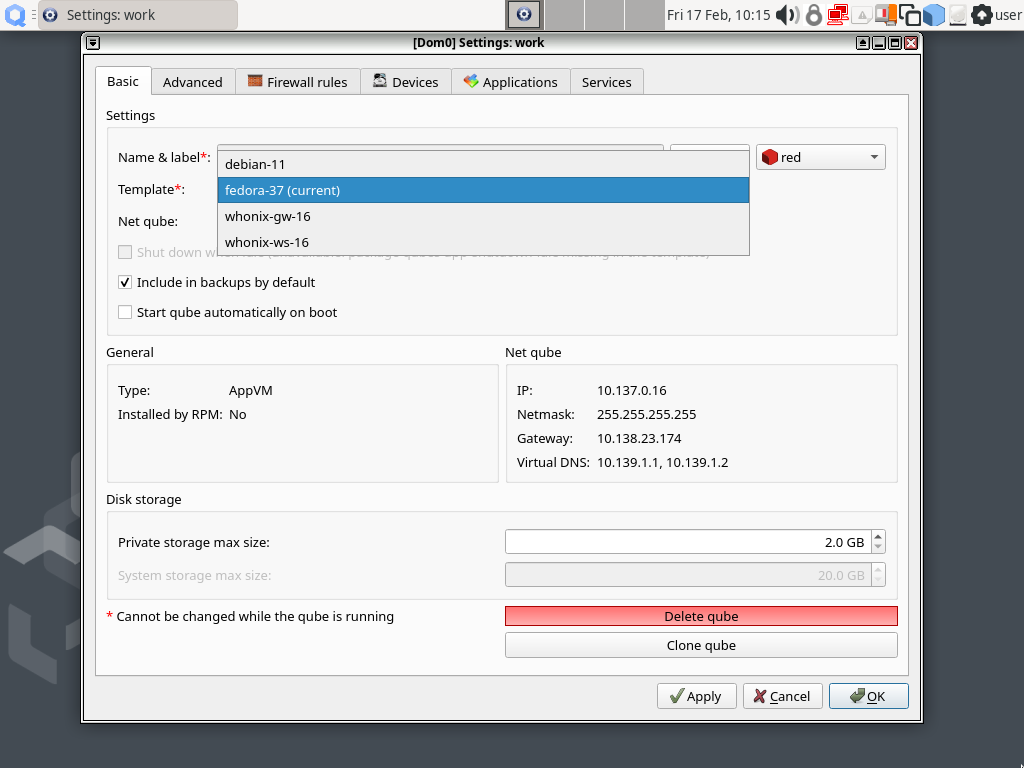 Settings: work
Fri 17 Feb, 10:15
user
[Dom0] Settings: work
Basic
Advanced
Firewall rules
Devices
Applications
Services
Settings
Name & label*:
red
debian-11
Template*:
fedora-37 (current)
whonix-gw-16
Net qube:
whonix-ws-16
Shut down when
Include in backups by default
Start qube automatically on boot
General
Type: AppVM
Installed by RPM: No
Net qube
IP: 10.137.0.16
Netmask: 255.255.255.255
Gateway: 10.138.23.174
Virtual DNS: 10.139.1.1, 10.139.1.2
Disk storage
Private storage max size: 2.0 GB
System storage max size: 20.0 GB
* Cannot be changed while the qube is running
Delete qube
Clone qube
Apply
Cancel
OK